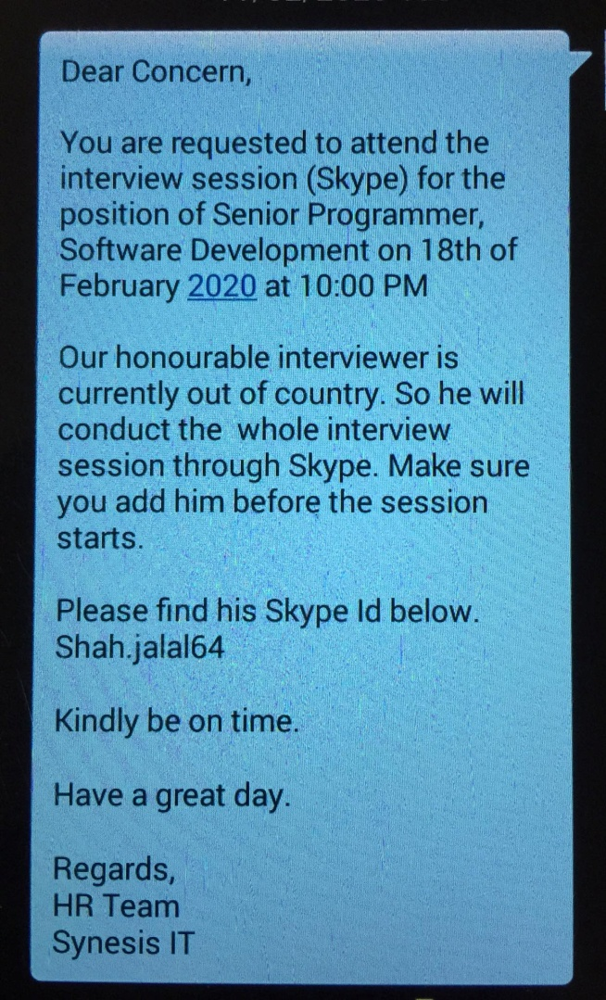 Dear Concern,
You are requested to attend the
interview session (Skype) for the
position of Senior Programmer,
Software Development on 18th of
February 2020 at 10:00 PM
Our honourable interviewer is
currently out of country. So he will
conduct the  whole interview
session through Skype. Make sure
you add him before the session
starts.
Please find his Skype Id below.
Shah.jalal64
Kindly be on time.
Have a great day.
Regards,
HR Team
Synesis IT